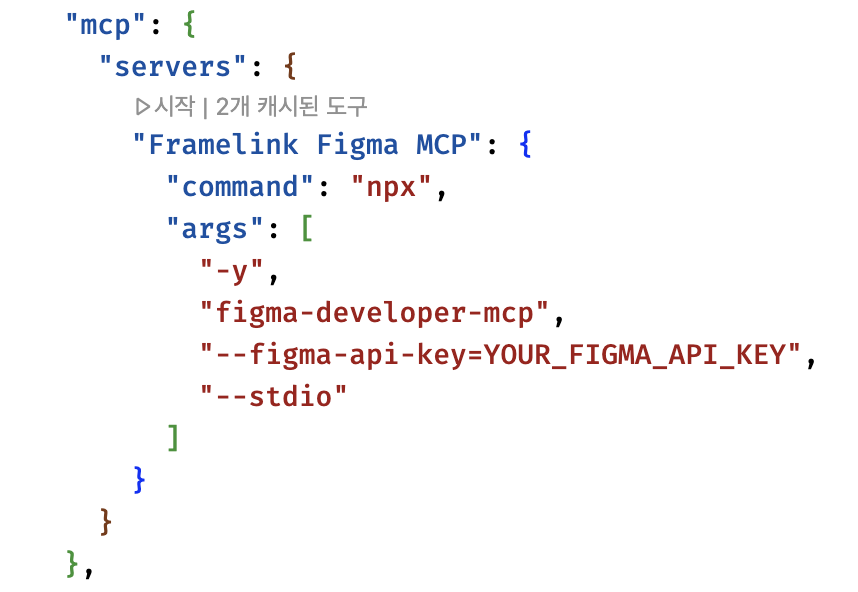 "mcp": {
"servers": {
▷시작 | 2개 캐시된 도구
"Framelink Figma MCP": {
"command": "npx",
"args": [
"-y",
"figma-developer-mcp",
"--figma-api-key=YOUR_FIGMA_API_KEY",
"--stdio"
]
}
}
},